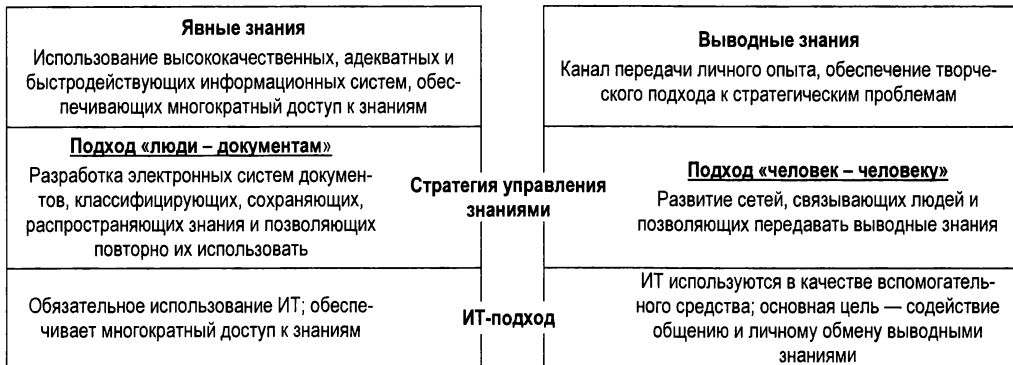 Явные знания
Использование высококачественных, адекватных и
быстродействующих информационных систем, обес-
печивающих многократный доступ к знаниям
Выводные знания
Канал передачи личного опыта, обеспечение творче-
ского подхода к стратегическим проблемам
Подход «люди – документам»
Разработка электронных систем докумен-
тов, классифицирующих, сохраняющих,
распространяющих знания и позволяющих
повторно их использовать
Стратегия управления
знаниями
Подход «человек – человеку»
Развитие сетей, связывающих людей и
позволяющих передавать выводные знания
Обязательное использование ИТ; обеспе-
чивает многократный доступ к знаниям
ИТ-подход
ИТ используются в качестве вспомогатель-
ного средства; основная цель — содействие
общению и личному обмену выводными
знаниями